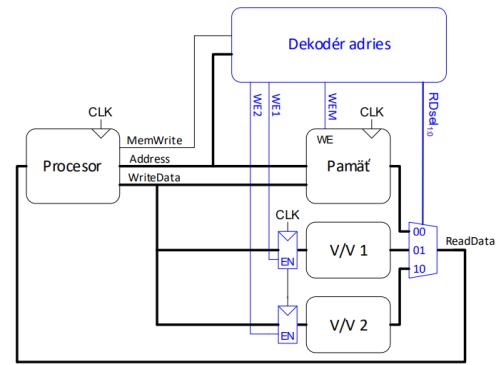 Dekodér adries
WE2
WE1
WEM
RDsel1:0
CLK
CLK
MemWrite
Address
WriteData
Procesor
WE
Pamäť
CLK
EN
V/V 1
00
01
10
ReadData
EN
V/V 2